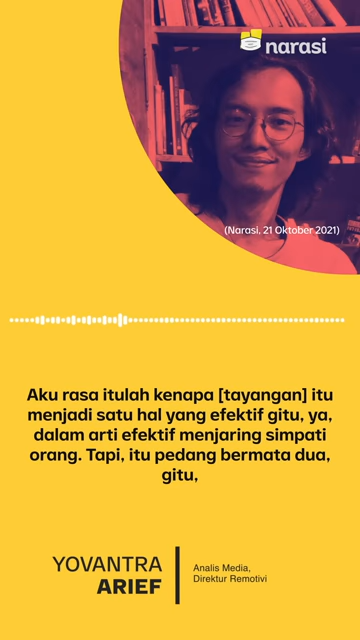 narasi
(Narasi, 21 Oktober 2021)
Aku rasa itulah kenapa [tayangan] itu
menjadi satu hal yang efektif gitu, ya,
dalam arti efektif menjaring simpati
orang. Tapi, itu pedang bermata dua,
gitu,
YOVANTRA
ARIEF
Analis Media,
Direktur Remotivi